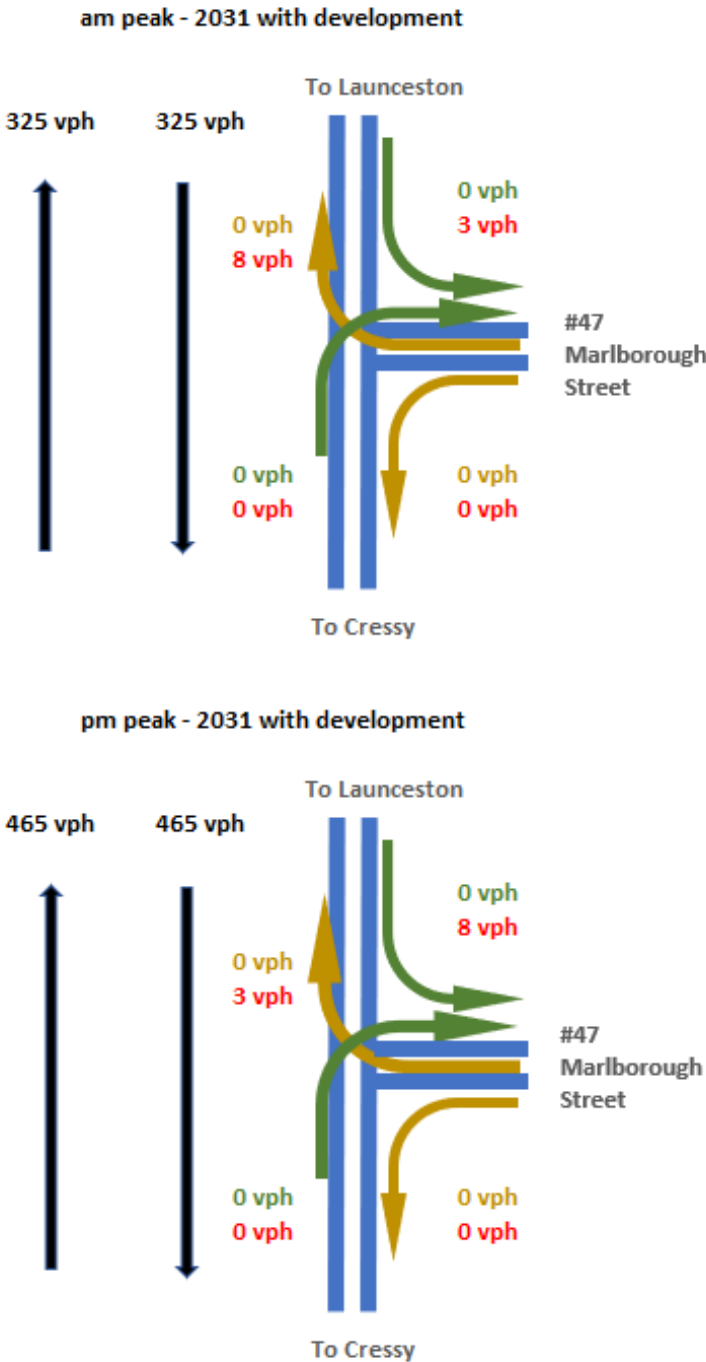 am peak - 2031 with development
To Launceston
325 vph
325 vph
0 vph
3 vph
0 vph
8 vph
#47
Marlborough
Street
0 vph
0 vph
0 vph
0 vph
To Cressy
pm peak - 2031 with development
To Launceston
465 vph
465 vph
0 vph
8 vph
0 vph
3 vph
#47
Marlborough
Street
0 vph
0 vph
0 vph
0 vph
To Cressy